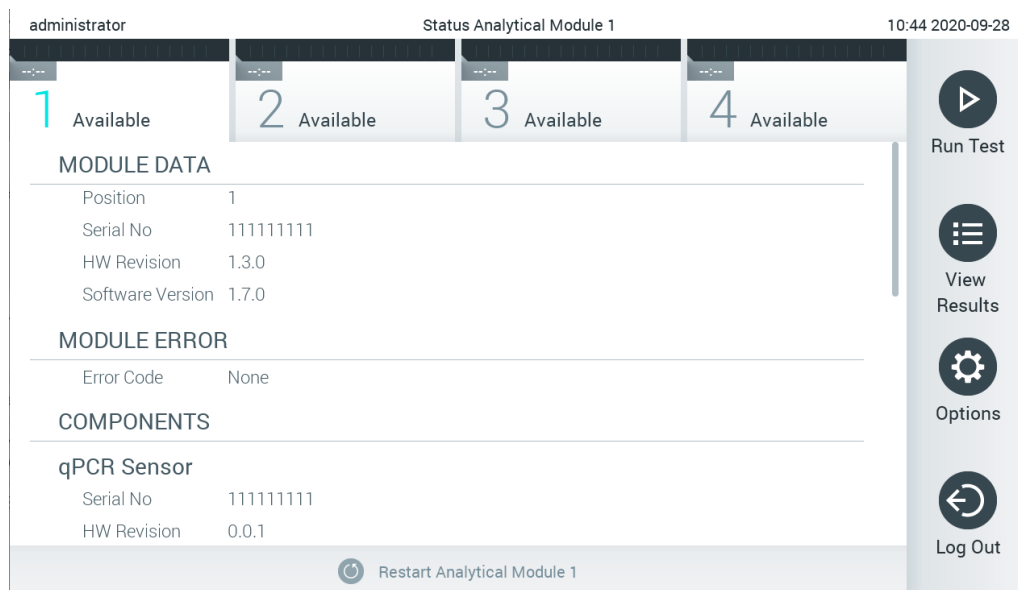 administrator Status Analytical Module 1 10:44 2020-09-28
--:-- --:-- --:-- --:--
1 Available 2 Available 3 Available 4 Available
Run Test
MODULE DATA
Position 1
Serial No 111111111
HW Revision 1.3.0
Software Version 1.7.0
View Results
MODULE ERROR
Error Code None
Options
COMPONENTS
qPCR Sensor
Serial No 111111111
HW Revision 0.0.1
Log Out
Restart Analytical Module 1